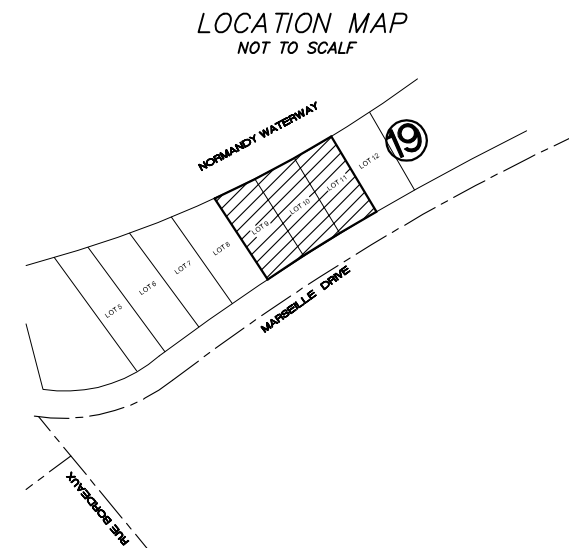 LOCATION MAP
NOT TO SCALF
NORMANDY WATERWAY
19
LOT 12
LOT 11
LOT 10
LOT 9
LOT 8
LOT 7
LOT 6
LOT 5
MARSEILLE DRIVE
RUE BORDEAUX